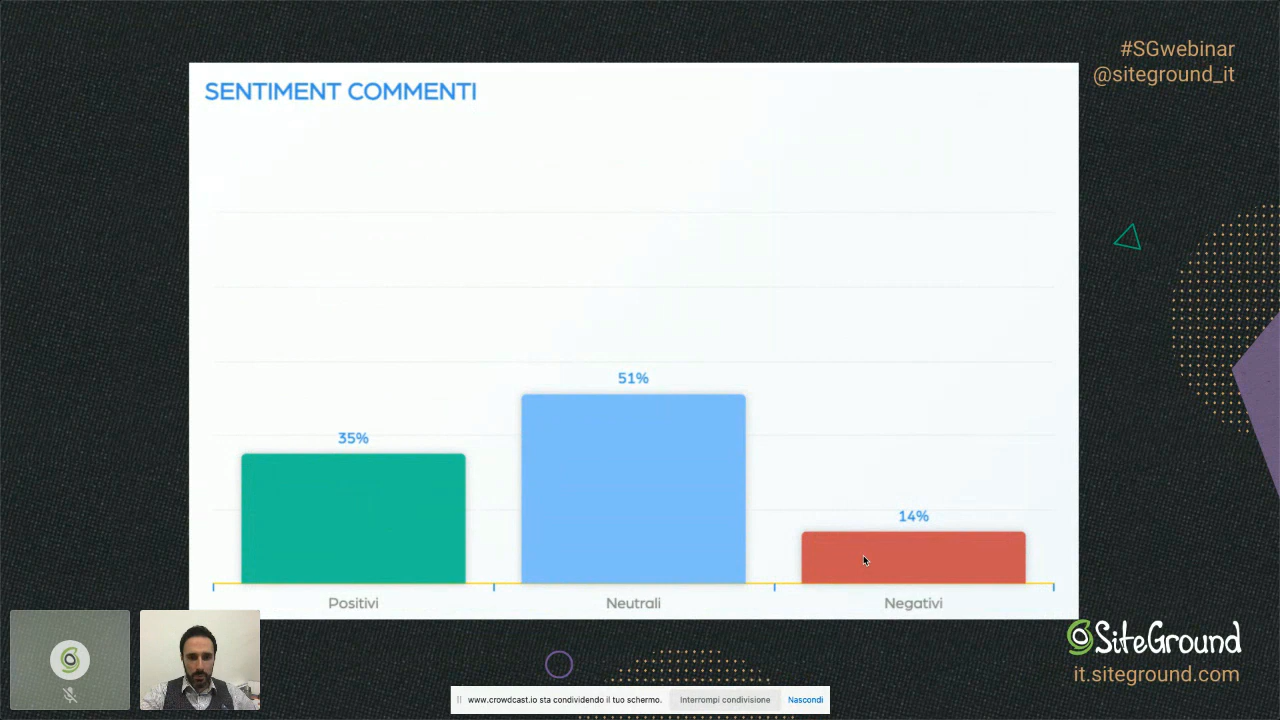 #SGwebinar
@siteground_it
SENTIMENT COMMENTI
51%
35%
14%
Positivi
Neutrali
Negativi
SiteGround
it.siteground.com
www.crowdcast.io sta condividendo il tuo schermo.
Interrompi condivisione
Nascondi